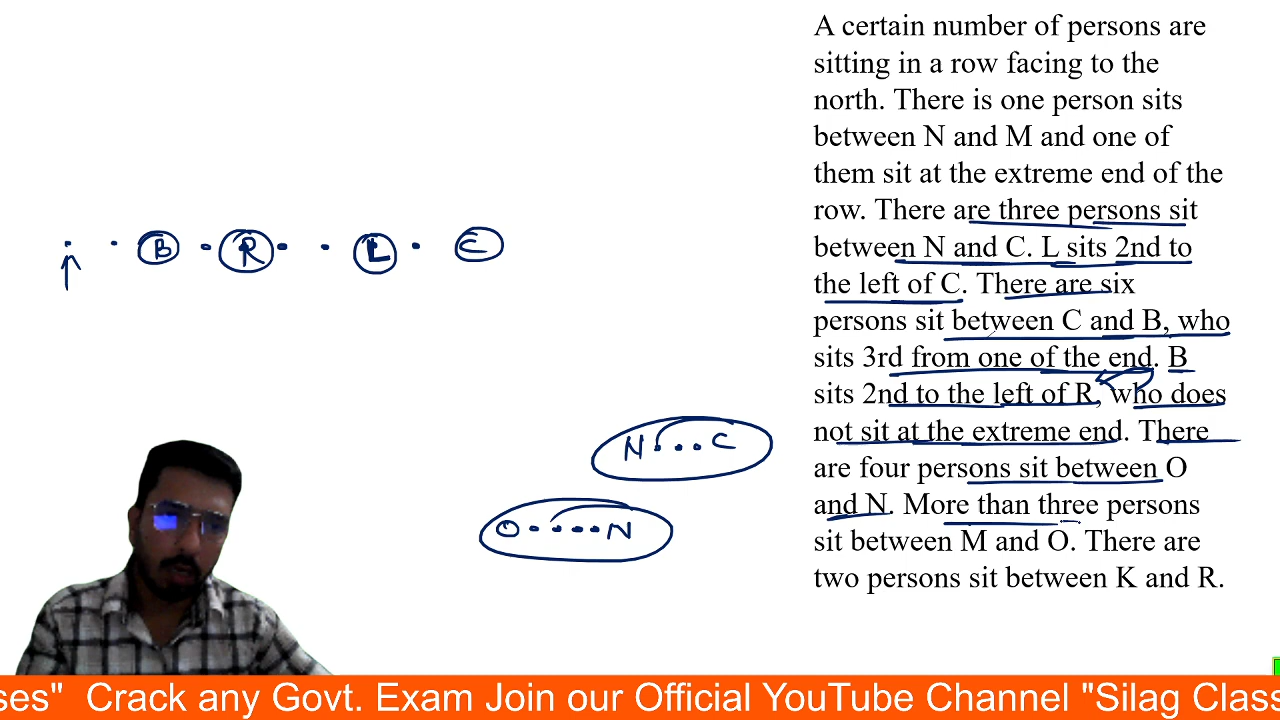 A certain number of persons are
sitting in a row facing to the
north. There is one person sits
between N and M and one of
them sit at the extreme end of the
row. There are three persons sit
between N and C. L sits 2nd to
the left of C. There are six
persons sit between C and B, who
sits 3rd from one of the end. B
sits 2nd to the left of R, who does
not sit at the extreme end. There
are four persons sit between O
and N. More than three persons
sit between M and O. There are
two persons sit between K and R.
. . B . R . . L . C
N . . . C
O . . . . N
ses" Crack any Govt. Exam Join our Official YouTube Channel "Silag Class